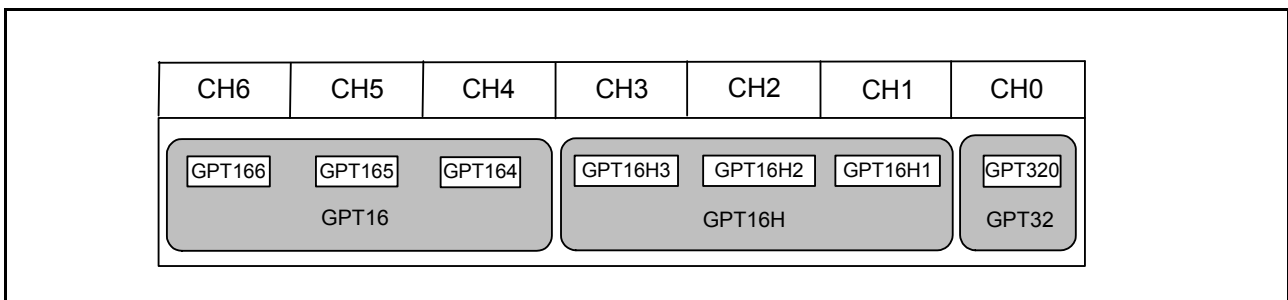 CH6 CH5 CH4 CH3 CH2 CH1 CH0
GPT166 GPT165 GPT164 GPT16H3 GPT16H2 GPT16H1 GPT320
GPT16 GPT16H GPT32